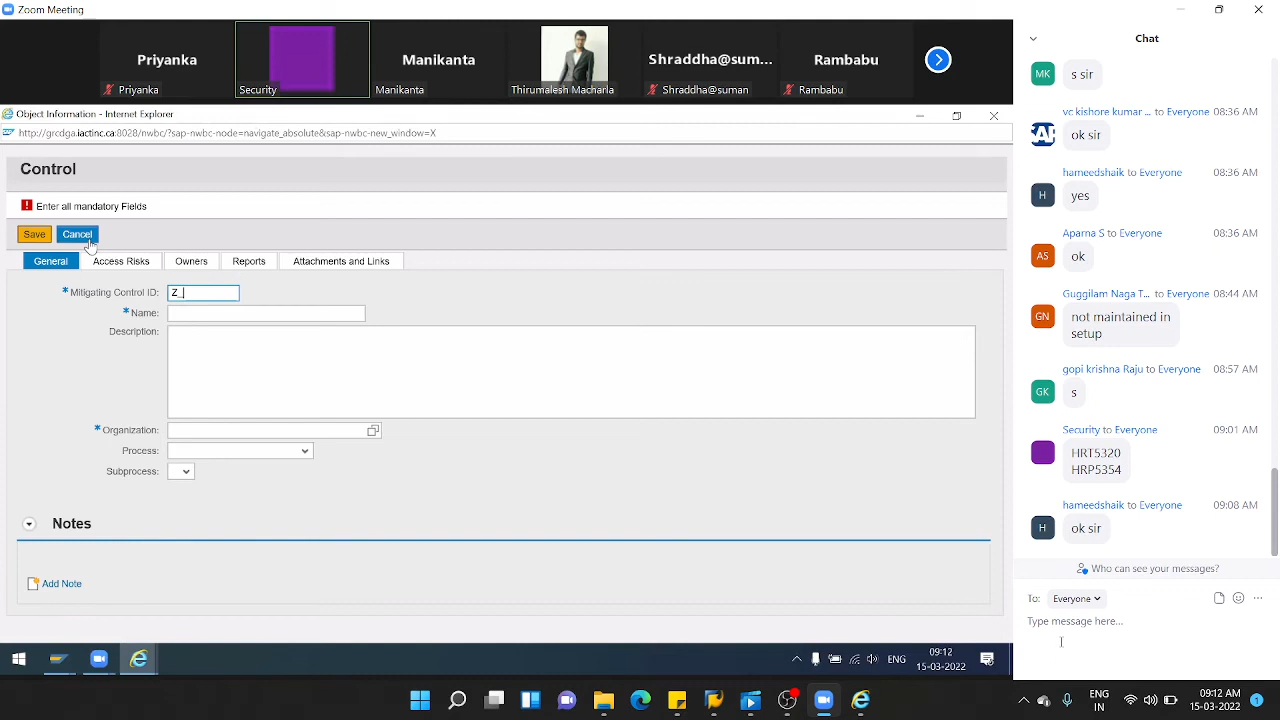 Zoom Meeting
Priyanka
Manikanta
Shraddha@sum...
Rambabu
Priyanka
Security
Manikanta
Thirumalesh Machana
Shraddha@suman
Rambabu
Object Information - Internet Explorer
http://grcdga.iactinc.ca:8028/nwbc/?sap-nwbc-node=navigate_absolute&sap-nwbc-new_window=X
Control
! Enter all mandatory Fields
Save
Cancel
General
Access Risks
Owners
Reports
Attachments and Links
*Mitigating Control ID: Z_
*Name:
Description:
*Organization:
Process:
Subprocess:
Notes
Add Note
ENG
09:12
15-03-2022
Chat
MK
s sir
vc kishore kumar ... to Everyone 08:36 AM
SAP
ok sir
hameedshaik to Everyone 08:36 AM
H
yes
Aparna S to Everyone 08:36 AM
AS
ok
Guggilam Naga T... to Everyone 08:44 AM
GN
not maintained in
setup
gopi krishna Raju to Everyone 08:57 AM
GK
s
Security to Everyone 09:01 AM
HRT5320
HRP5354
hameedshaik to Everyone 09:08 AM
H
ok sir
Who can see your messages?
To: Everyone
Type message here...
ENG
IN
09:12 AM
15-03-2022